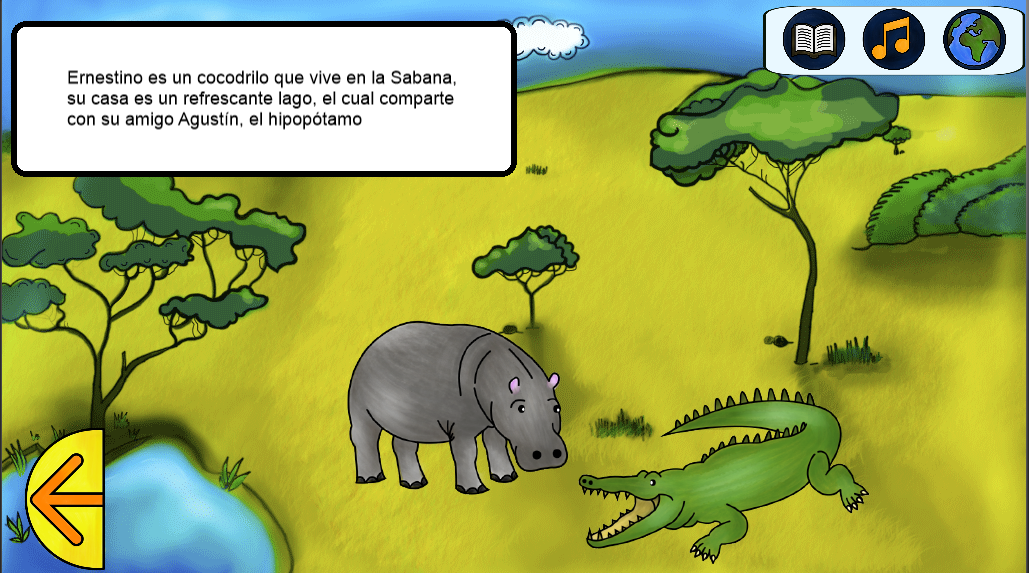 Ernestino es un cocodrilo que vive en la Sabana,
su casa es un refrescante lago, el cual comparte
con su amigo Agustín, el hipopótamo